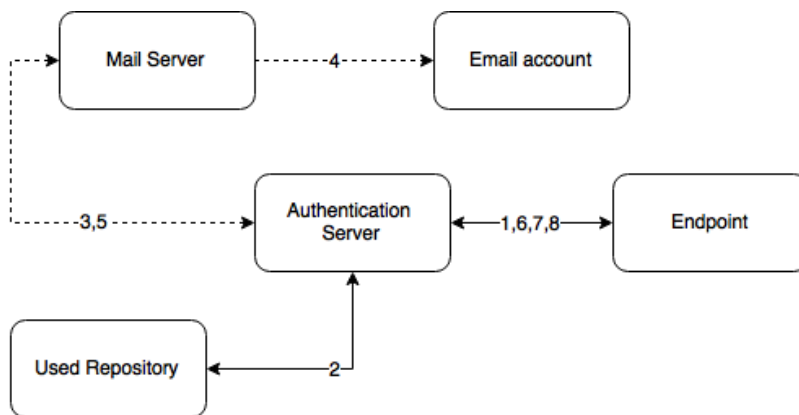 Mail Server
4
Email account
3,5
Authentication
Server
1,6,7,8
Endpoint
Used Repository
2